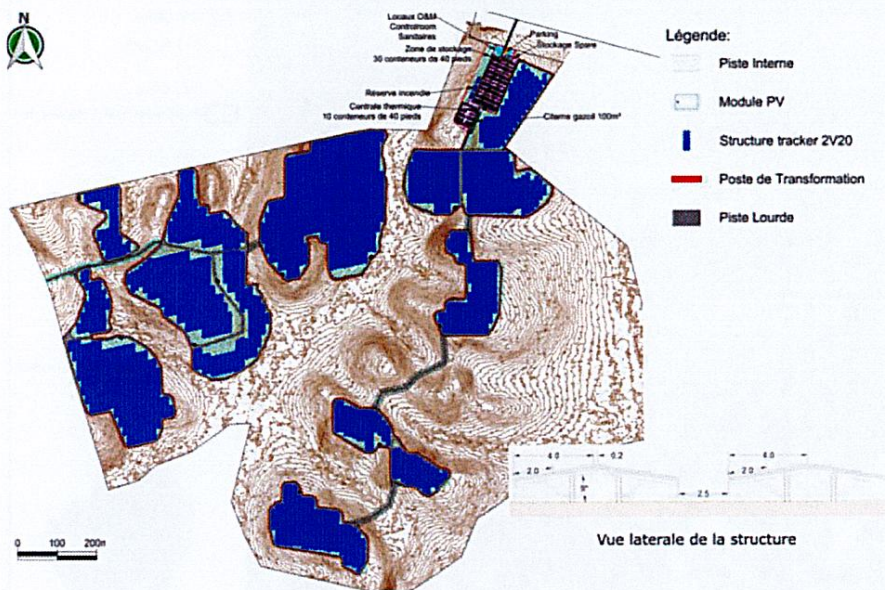 N
Locaux O&M
Controlroom
Sanitaires
Zone de stockage
30 conteneurs de 40 pieds
Réserve incendie
Centrale thermique
10 conteneurs de 40 pieds
Parking
Stockage Spare
Citerne gazoil 100m³
Légende:
Piste Interne
Module PV
Structure tracker 2V20
Poste de Transformation
Piste Lourde
4.0 0.2 4.0
2.0 2.0
2.5
Vue laterale de la structure
0 100 200m